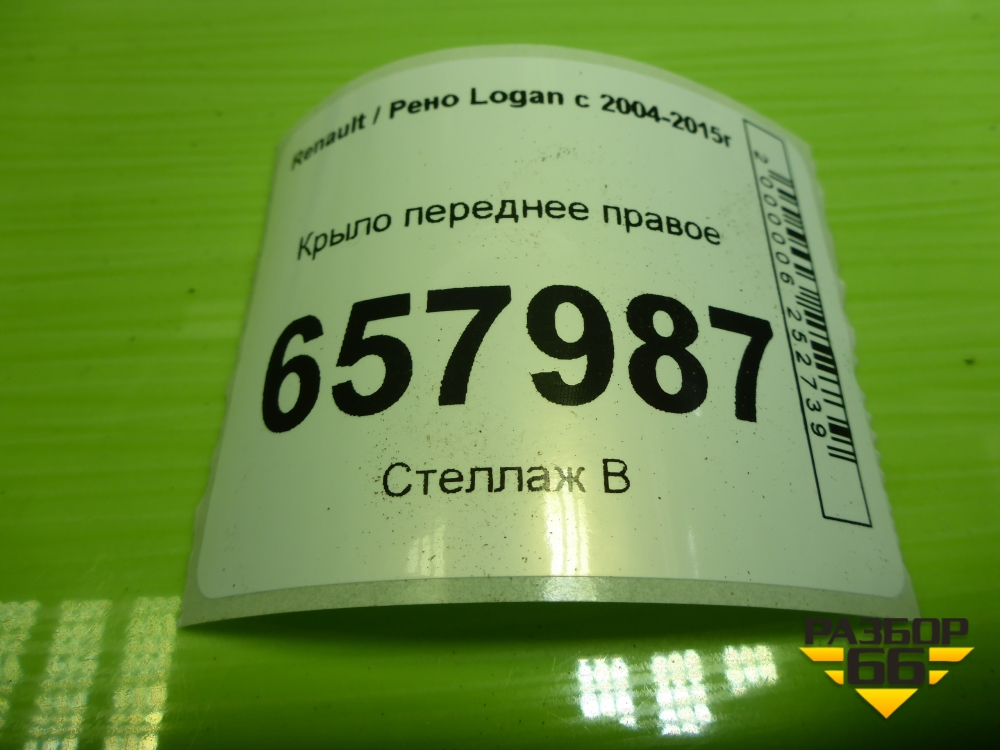 Renault / Рено Logan с 2004-2015г
Крыло переднее правое
657987
Стеллаж В
2000006252739
РАЗБОР
66